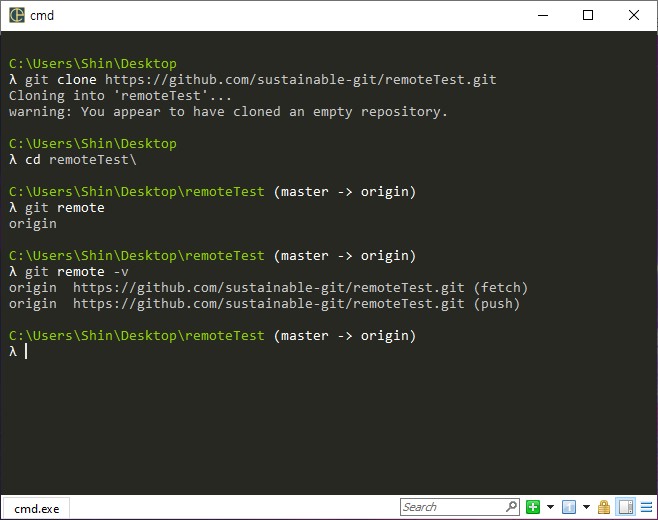 cmd
C:\Users\Shin\Desktop
λ git clone https://github.com/sustainable-git/remoteTest.git
Cloning into 'remoteTest'...
warning: You appear to have cloned an empty repository.
C:\Users\Shin\Desktop
λ cd remoteTest\
C:\Users\Shin\Desktop\remoteTest (master -> origin)
λ git remote
origin
C:\Users\Shin\Desktop\remoteTest (master -> origin)
λ git remote -v
origin  https://github.com/sustainable-git/remoteTest.git (fetch)
origin  https://github.com/sustainable-git/remoteTest.git (push)
C:\Users\Shin\Desktop\remoteTest (master -> origin)
λ
cmd.exe Search